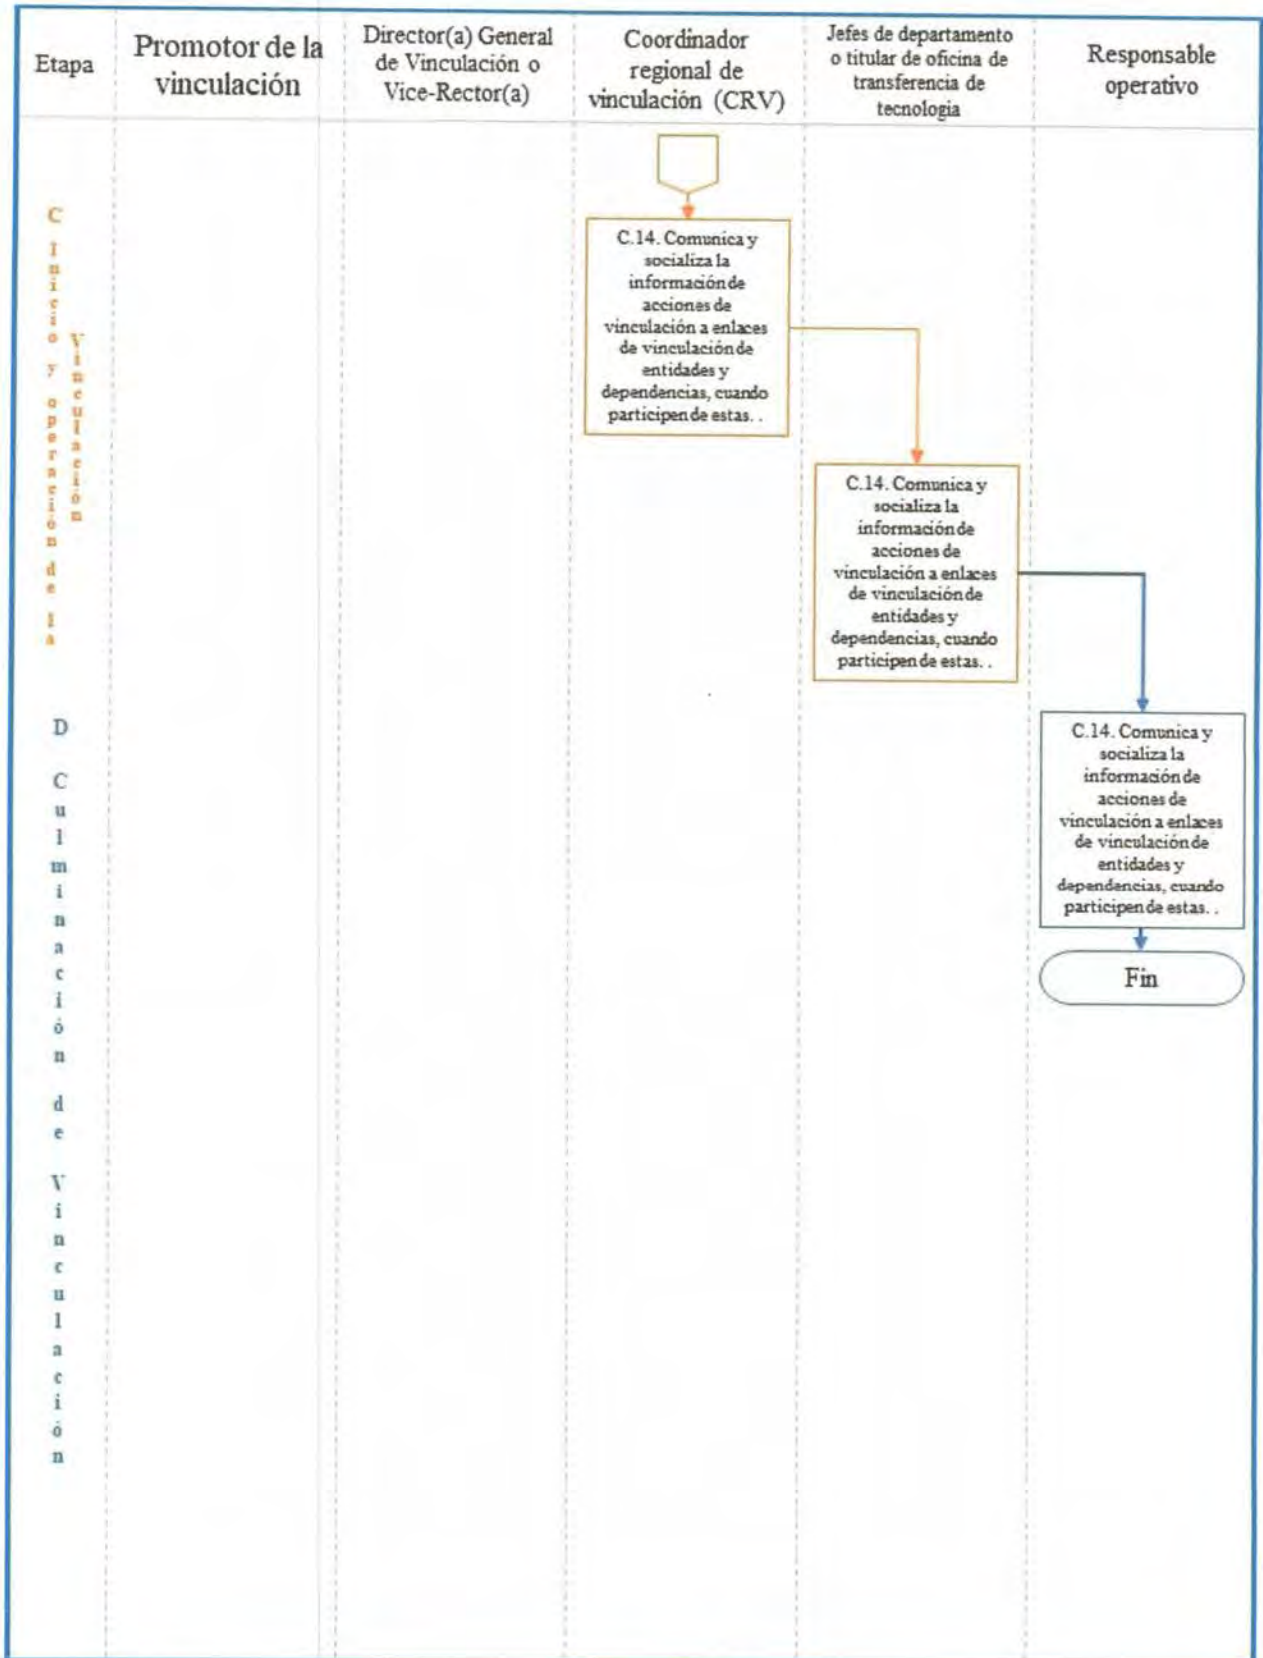 Etapa
Promotor de la
vinculación
Director(a) General
de Vinculación o
Vice-Rector(a)
Coordinador
regional de
vinculación (CRV)
Jefes de departamento
o titular de oficina de
transferencia de
tecnologia
Responsable
operativo
C Inicio y operación de la
Vinculación
C.14. Comunica y
socializa la
información de
acciones de
vinculación a enlaces
de vinculación de
entidades y
dependencias, cuando
participen de estas. .
C.14. Comunica y
socializa la
información de
acciones de
vinculación a enlaces
de vinculación de
entidades y
dependencias, cuando
participen de estas. .
D Culminación de Vinculación
C.14. Comunica y
socializa la
información de
acciones de
vinculación a enlaces
de vinculación de
entidades y
dependencias, cuando
participen de estas. .
Fin